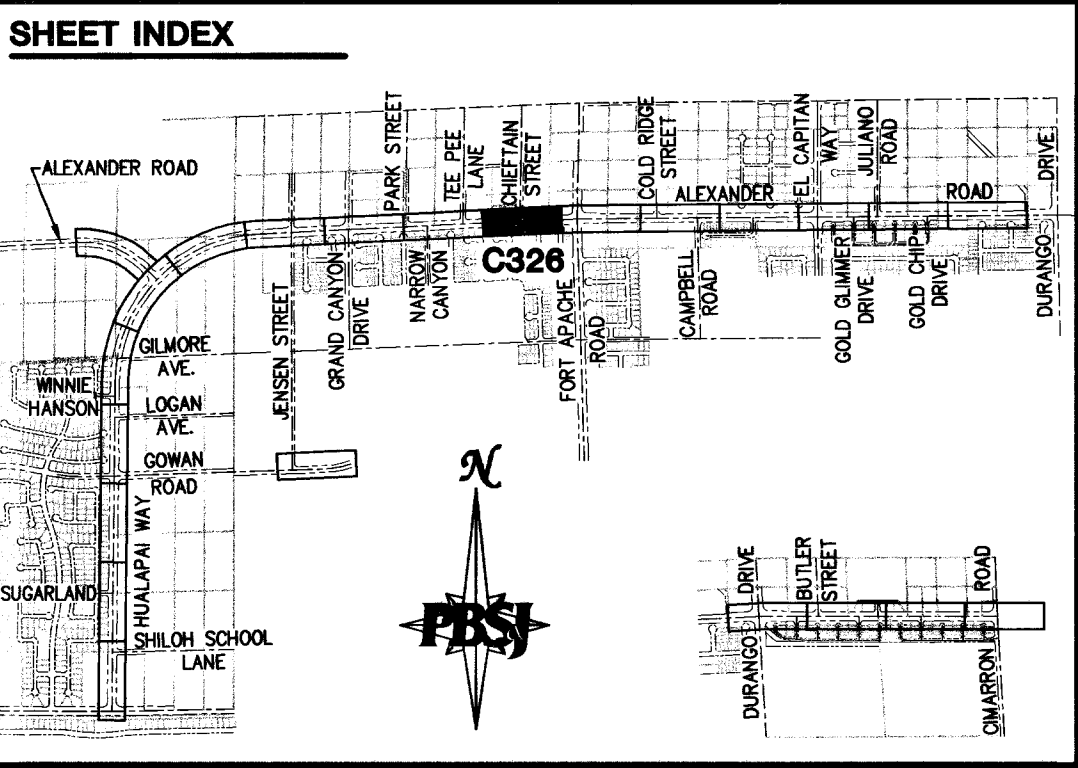 SHEET INDEX
ALEXANDER ROAD
PARK STREET
TEE PEE
LANE
CHIEFTAIN
STREET
COLD RIDGE
STREET
ALEXANDER
EL CAPITAN
WAY
JULIANO
ROAD
ROAD
DRIVE
DURANGO
C326
JENSEN STREET
GRAND CANYON
DRIVE
NARROW
CANYON
FORT APACHE
ROAD
CAMPBELL
ROAD
GOLD GLIMMER
DRIVE
GOLD CHIP
DRIVE
GILMORE
AVE.
WINNIE
HANSON
LOGAN
AVE.
GOWAN
ROAD
HUALAPAI WAY
SUGARLAND
SHILOH SCHOOL
LANE
N
PBSJ
DRIVE
DURANGO
BUTLER
STREET
ROAD
CIMARRON